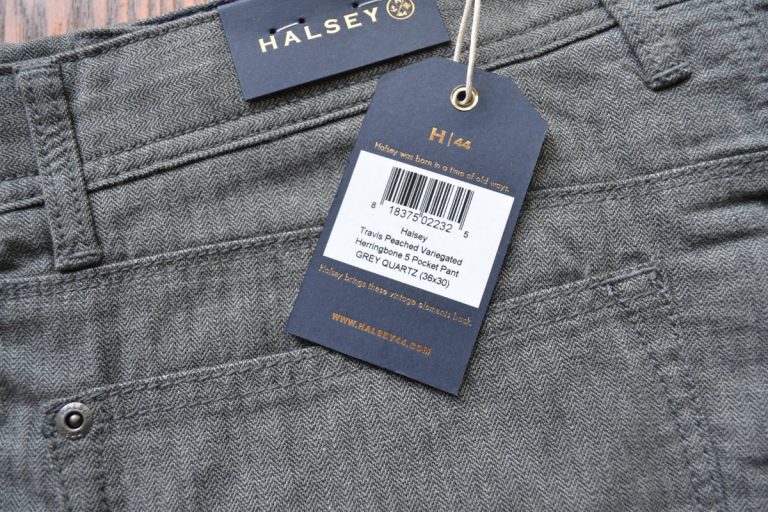 HALSEY
44
H|44
Halsey was born in a time of old ways.
8 18375 02232 5
Halsey
Travis Peached Variegated
Herringbone 5 Pocket Pant
GREY QUARTZ (36x30)
Halsey brings these vintage elements back.
WWW.HALSEY44.COM